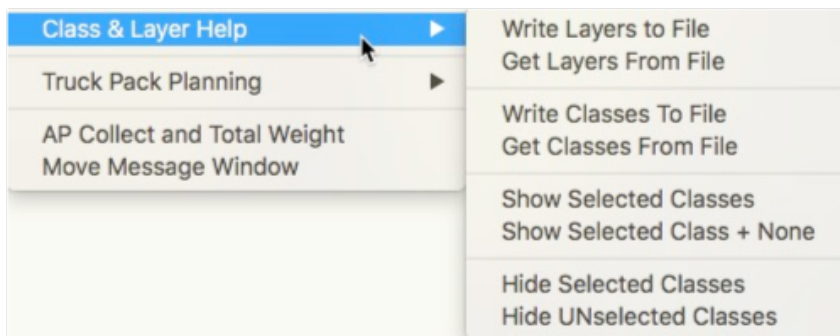 Class & Layer Help
Truck Pack Planning
AP Collect and Total Weight
Move Message Window
Write Layers to File
Get Layers From File
Write Classes To File
Get Classes From File
Show Selected Classes
Show Selected Class + None
Hide Selected Classes
Hide UNselected Classes